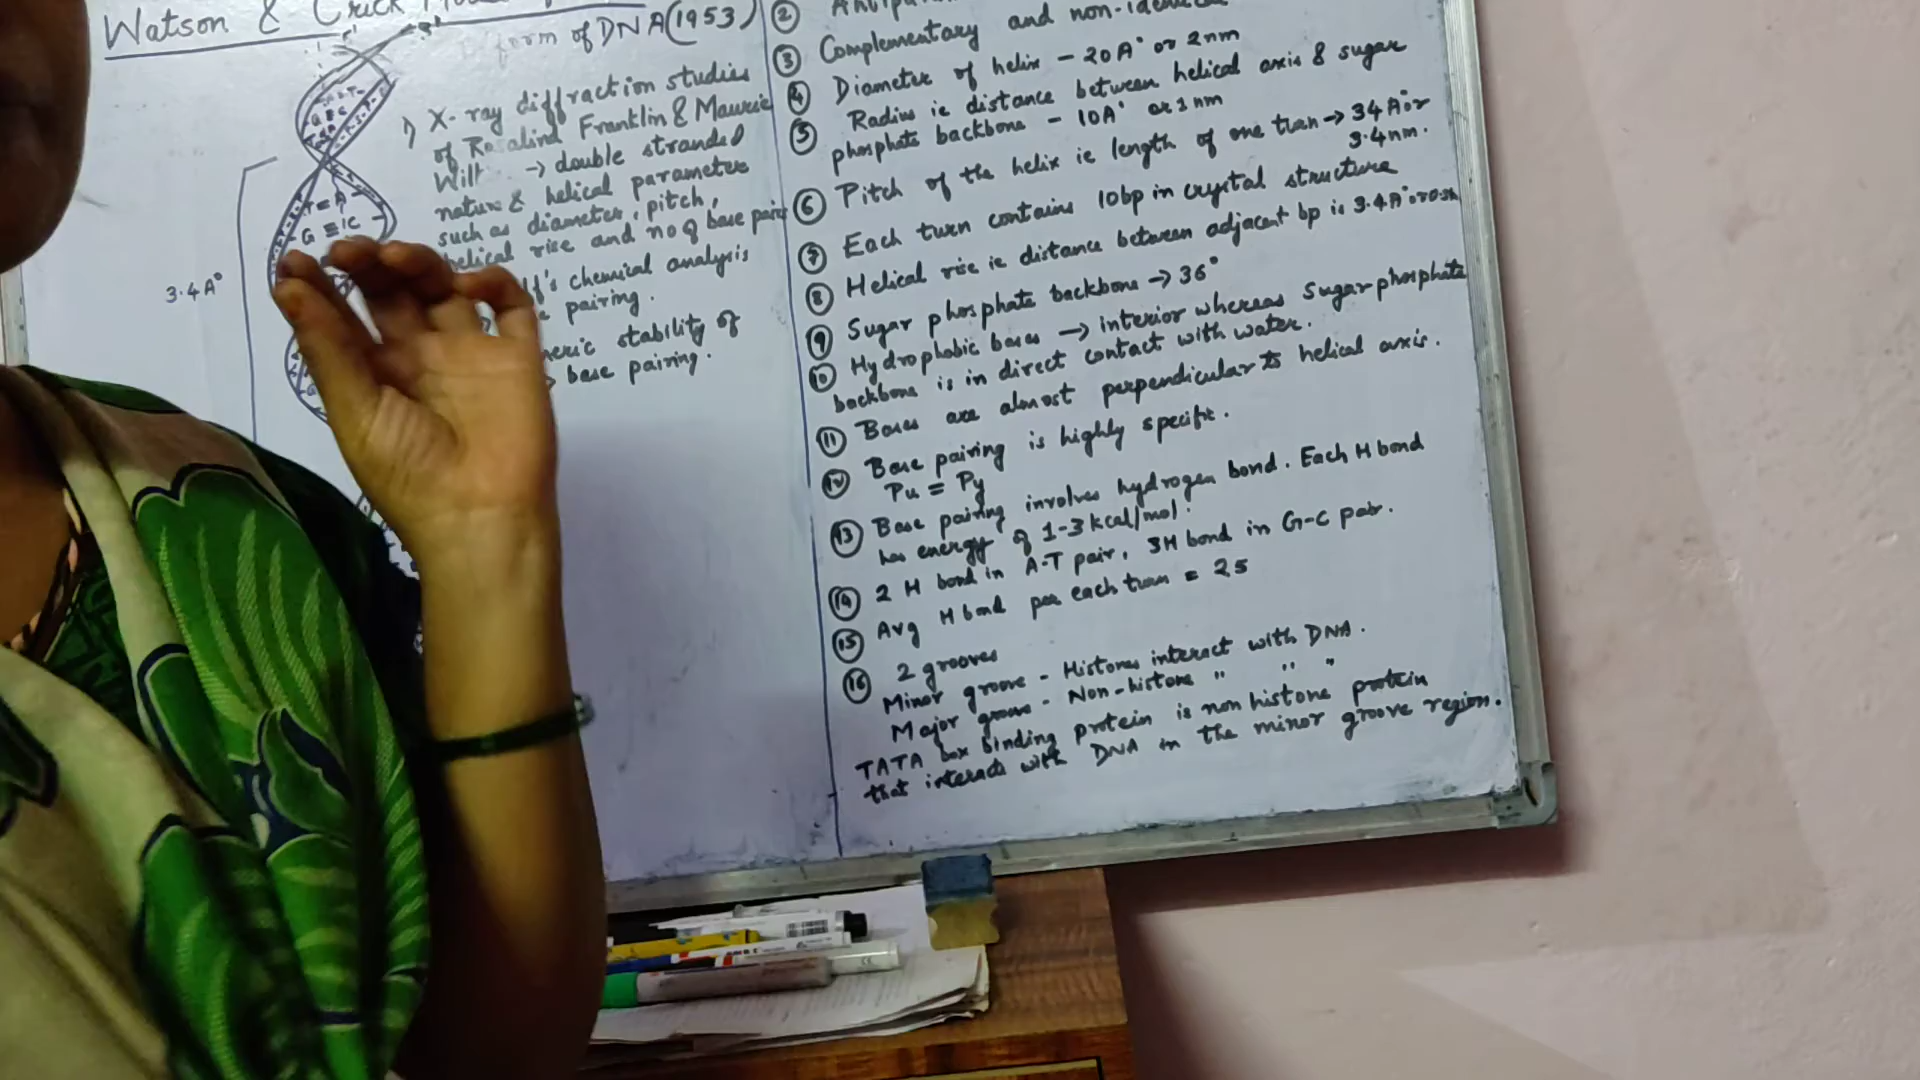 Watson & Crick
form of DNA (1953)
1) X-ray diffraction studies
of Rosalind Franklin & Maurice
Wilk → double stranded
nature & helical parameter
such as diameter, pitch,
helical rise and no of base pairs
f's chemical analysis
e pairing.
meric stability of
base pairing.
T = A
G ≡ C
3.4A°
②
③ Complementary and non-identical
④ Diameter of helix - 20A° or 2nm
⑤ Radius ie distance between helical axis & sugar
phosphate backbone - 10A° or 1nm
⑥ Pitch of the helix ie length of one turn → 34A° or
3.4nm.
⑦ Each turn contains 10bp in crystal structure
⑧ Helical rise ie distance between adjacent bp is 3.4A° or
⑨ Sugar phosphate backbone → 36°
⑩ Hydrophobic bases → interior whereas Sugar phosphate
backbone is in direct contact with water.
⑪ Bases are almost perpendicular to helical axis.
⑫ Base pairing is highly specific.
Pu = Py
⑬ Base pairing involves hydrogen bond. Each H bond
has energy of 1-3 kcal/mol.
⑭ 2 H bond in A-T pair, 3H bond in G-C pair.
⑮ Avg H bond per each turn = 25
⑯ 2 grooves
Minor groove - Histones interact with DNA.
Major groove - Non-histone " " "
TATA box binding protein is non histone protein
that interacts with DNA in the minor groove region.